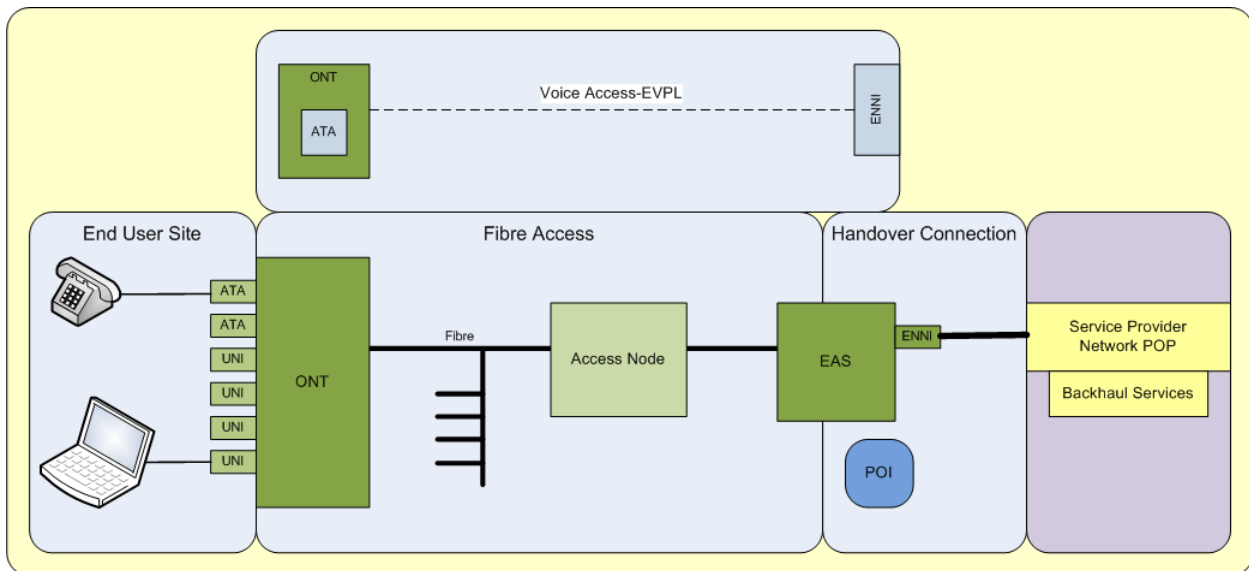 ONT
ATA
Voice Access-EVPL
ENNI
End User Site
Fibre Access
Handover Connection
ATA
ATA
UNI
UNI
UNI
UNI
ONT
Fibre
Access Node
EAS
ENNI
POI
Service Provider
Network POP
Backhaul Services